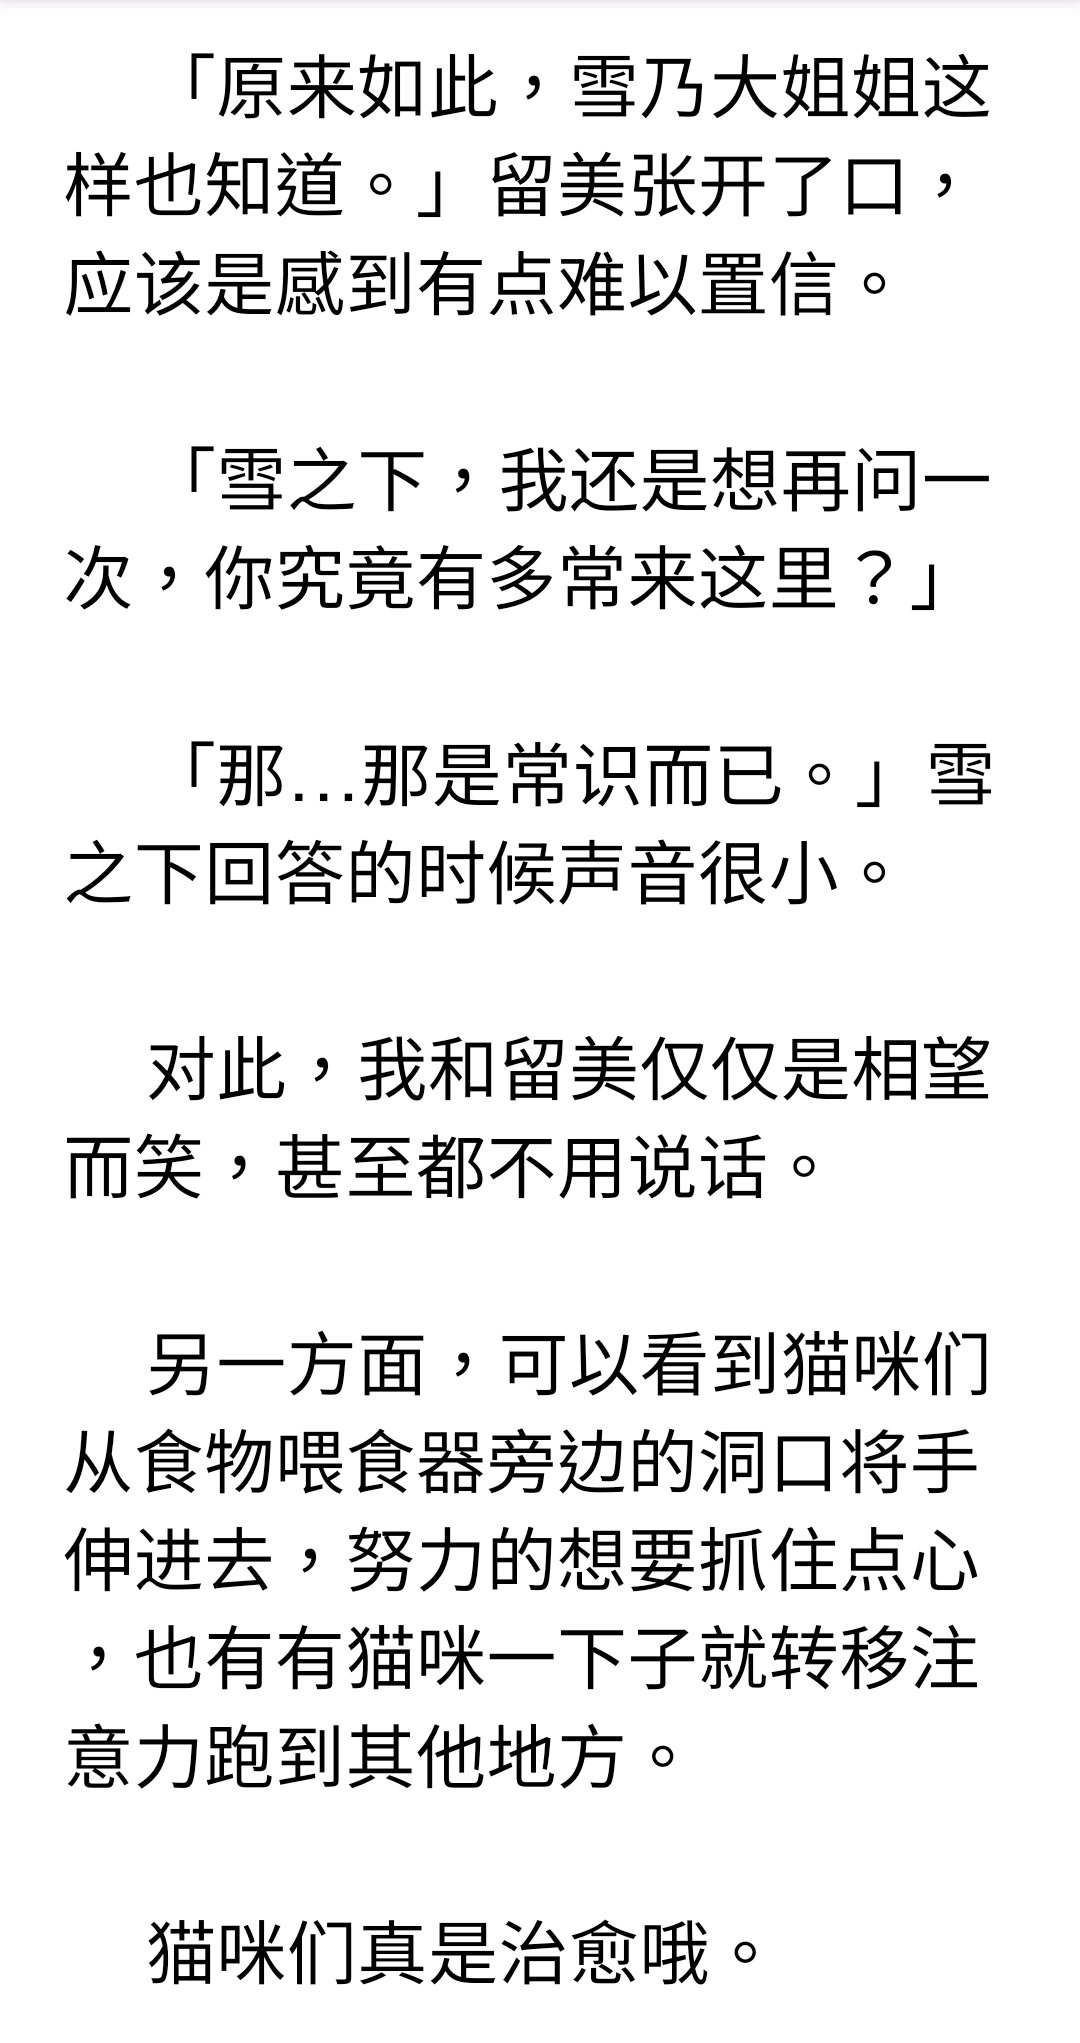 「原来如此，雪乃大姐姐这
样也知道。」留美张开了口，
应该是感到有点难以置信。
「雪之下，我还是想再问一
次，你究竟有多常来这里？」
「那…那是常识而已。」雪
之下回答的时候声音很小。
对此，我和留美仅仅是相望
而笑，甚至都不用说话。
另一方面，可以看到猫咪们
从食物喂食器旁边的洞口将手
伸进去，努力的想要抓住点心
，也有有猫咪一下子就转移注
意力跑到其他地方。
猫咪们真是治愈哦。